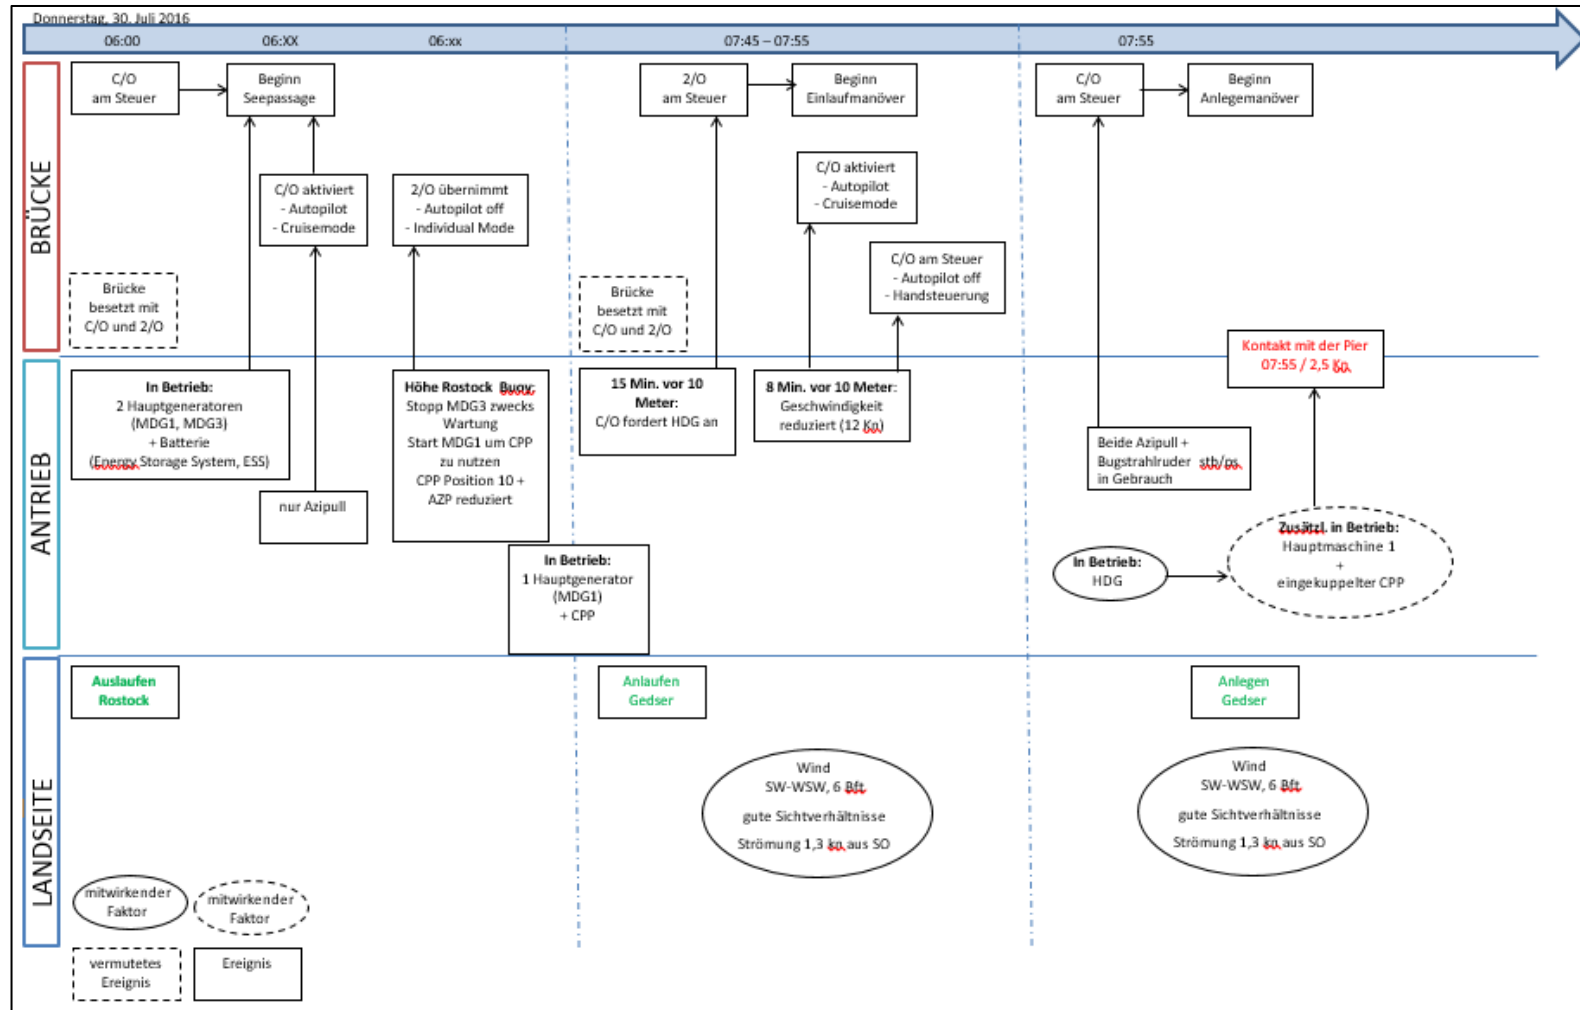 Donnerstag, 30. Juli 2016
06:00
06:XX
06:xx
07:45 – 07:55
07:55
BRÜCKE
C/O
am Steuer
Beginn
Seepassage
C/O aktiviert
- Autopilot
- Cruisemode
2/O übernimmt
- Autopilot off
- Individual Mode
Brücke
besetzt mit
C/O und 2/O
2/O
am Steuer
Beginn
Einlaufmanöver
C/O aktiviert
- Autopilot
- Cruisemode
C/O am Steuer
- Autopilot off
- Handsteuerung
Brücke
besetzt mit
C/O und 2/O
C/O
am Steuer
Beginn
Anlegemanöver
Kontakt mit der Pier
07:55 / 2,5 Kn
ANTRIEB
In Betrieb:
2 Hauptgeneratoren
(MDG1, MDG3)
+ Batterie
(Energy Storage System, ESS)
nur Azipull
Höhe Rostock Buoy:
Stopp MDG3 zwecks
Wartung
Start MDG1 um CPP
zu nutzen
CPP Position 10 +
AZP reduziert
In Betrieb:
1 Hauptgenerator
(MDG1)
+ CPP
15 Min. vor 10
Meter:
C/O fordert HDG an
8 Min. vor 10 Meter:
Geschwindigkeit
reduziert (12 Kn)
Beide Azipull +
Bugstrahlruder stb/ps
in Gebrauch
In Betrieb:
HDG
Zusätzl. in Betrieb:
Hauptmaschine 1
+
eingekuppelter CPP
LANDSEITE
Auslaufen
Rostock
Anlaufen
Gedser
Anlegen
Gedser
Wind
SW-WSW, 6 Bft
gute Sichtverhältnisse
Strömung 1,3 kn aus SO
Wind
SW-WSW, 6 Bft
gute Sichtverhältnisse
Strömung 1,3 kn aus SO
mitwirkender
Faktor
mitwirkender
Faktor
vermutetes
Ereignis
Ereignis